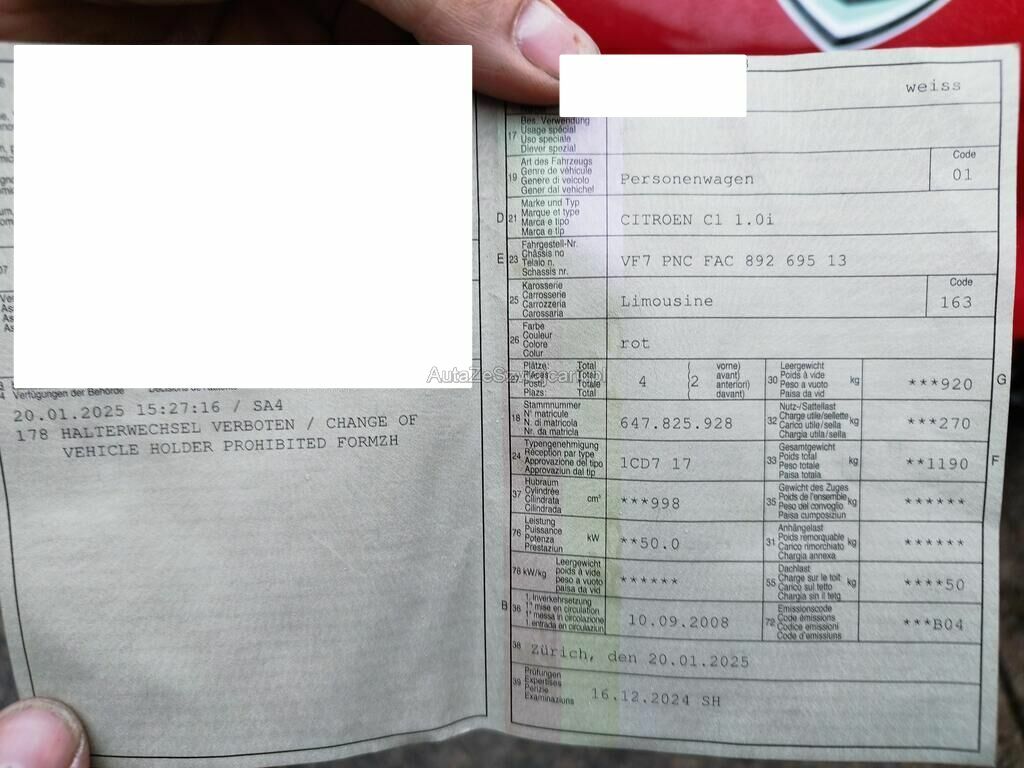 weiss
17 Bes. Verwendung
Usage spécial
Uso speciale
Diever spezial
19 Art des Fahrzeugs
Genre de véhicule
Genere di veicolo
Gener dal vehichel
Personenwagen
Code
01
D 21 Marke und Typ
Marque et type
Marca e tipo
Marca e tip
CITROEN C1 1.0i
E 23 Fahrgestell-Nr.
Châssis no
Telaio n.
Schassis nr.
VF7 PNC FAC 892 695 13
25 Karosserie
Carrosserie
Carrozzeria
Carossaria
Limousine
Code
163
26 Farbe
Couleur
Colore
Colur
rot
Plätze: Total
Places: Total
Posti: Totale
Plazs: Total
4 (2
vorne)
avant)
anteriori)
davant)
30 Leergewicht
Poids à vide
Peso a vuoto
Paisa da vid
kg
***920
G
18 Stammnummer
N° matricule
N. di matricola
Nr. da matricla
647.825.928
32 Nutz-/Sattellast
Charge utile/sellette
Carico utile/sella
Chargia utila/sella
kg
***270
24 Typengenehmigung
Réception par type
Approvazione del tipo
Approvaziun dal tip
1CD7 17
33 Gesamtgewicht
Poids total
Peso totale
Paisa totala
kg
**1190
F
37 Hubraum
Cylindrée
Cilindrata
Cilindrada
cm³
***998
35 Gewicht des Zuges
Poids de l'ensemble
Peso del convoglio
Paisa cumposiziun
kg
******
76 Leistung
Puissance
Potenza
Prestaziun
kW
**50.0
31 Anhängelast
Poids remorquable
Carico rimorchiato
Chargia annexa
kg
******
78 kW/kg
Leergewicht
poids à vide
peso a vuoto
paisa da vid
******
55 Dachlast
Charge sur le toit
Carico sul tetto
Chargia sin il tetg
kg
****50
B 36 1. Inverkehrsetzung
1re mise en circulation
1a messa in circolazione
1. entrada en circulaziun
10.09.2008
72 Emissionscode
Code émissions
Codice emissioni
Code d'emissiuns
***B04
38 Zürich, den 20.01.2025
39 Prüfungen
Expertises
Perizie
Examinaziuns
16.12.2024 SH
Verfügungen der Behörde
20.01.2025 15:27:16 / SA4
178 HALTERWECHSEL VERBOTEN / CHANGE OF
VEHICLE HOLDER PROHIBITED FORMZH